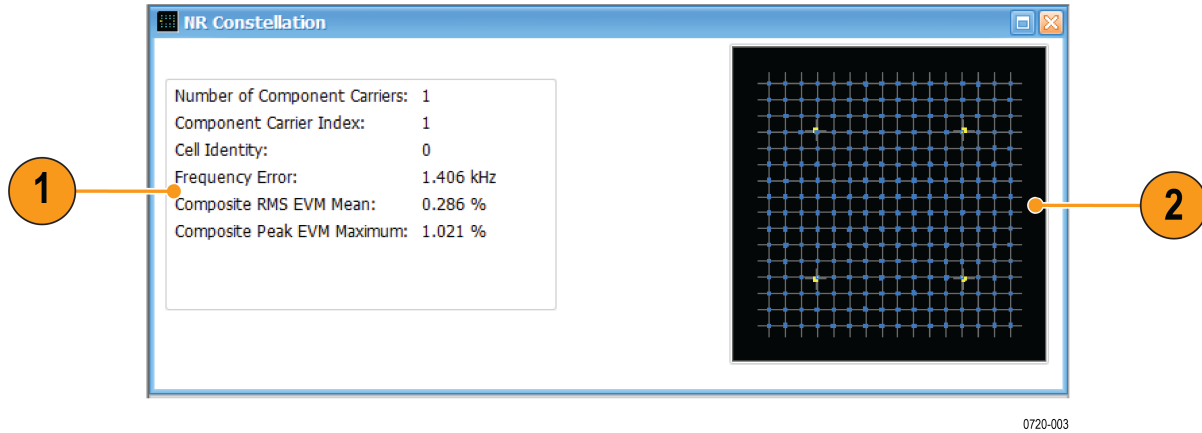 NR Constellation
Number of Component Carriers: 1
Component Carrier Index: 1
Cell Identity: 0
Frequency Error: 1.406 kHz
Composite RMS EVM Mean: 0.286 %
Composite Peak EVM Maximum: 1.021 %
1
2
0720-003